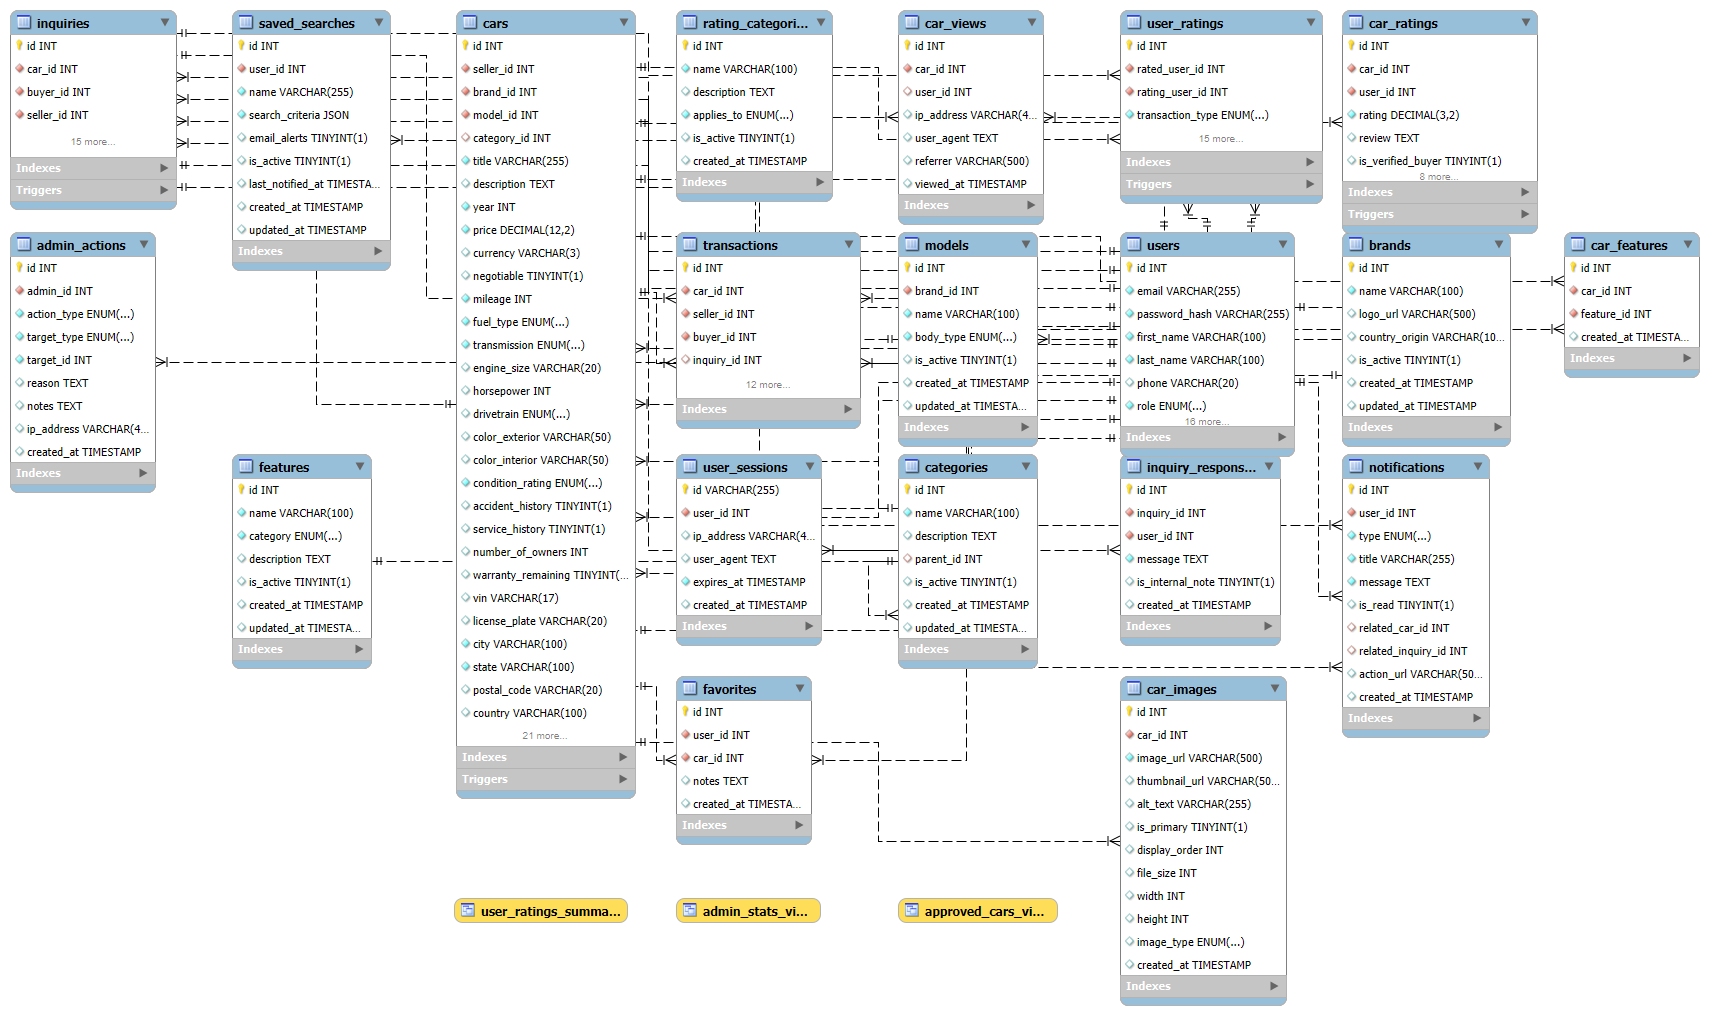 inquiries
id INT
car_id INT
buyer_id INT
seller_id INT
15 more...
Indexes
Triggers
saved_searches
id INT
user_id INT
name VARCHAR(255)
search_criteria JSON
email_alerts TINYINT(1)
is_active TINYINT(1)
last_notified_at TIMESTA...
created_at TIMESTAMP
updated_at TIMESTAMP
Indexes
cars
id INT
seller_id INT
brand_id INT
model_id INT
category_id INT
title VARCHAR(255)
description TEXT
year INT
price DECIMAL(12,2)
currency VARCHAR(3)
negotiable TINYINT(1)
mileage INT
fuel_type ENUM(...)
transmission ENUM(...)
engine_size VARCHAR(20)
horsepower INT
drivetrain ENUM(...)
color_exterior VARCHAR(50)
color_interior VARCHAR(50)
condition_rating ENUM(...)
accident_history TINYINT(1)
service_history TINYINT(1)
number_of_owners INT
warranty_remaining TINYINT(...
vin VARCHAR(17)
license_plate VARCHAR(20)
city VARCHAR(100)
state VARCHAR(100)
postal_code VARCHAR(20)
country VARCHAR(100)
21 more...
Indexes
Triggers
rating_categori...
id INT
name VARCHAR(100)
description TEXT
applies_to ENUM(...)
is_active TINYINT(1)
created_at TIMESTAMP
Indexes
car_views
id INT
car_id INT
user_id INT
ip_address VARCHAR(4...
user_agent TEXT
referrer VARCHAR(500)
viewed_at TIMESTAMP
Indexes
user_ratings
id INT
rated_user_id INT
rating_user_id INT
transaction_type ENUM(...)
15 more...
Indexes
Triggers
car_ratings
id INT
car_id INT
user_id INT
rating DECIMAL(3,2)
review TEXT
is_verified_buyer TINYINT(1)
8 more...
Indexes
Triggers
admin_actions
id INT
admin_id INT
action_type ENUM(...)
target_type ENUM(...)
target_id INT
reason TEXT
notes TEXT
ip_address VARCHAR(4...
created_at TIMESTAMP
Indexes
transactions
id INT
car_id INT
seller_id INT
buyer_id INT
inquiry_id INT
12 more...
Indexes
models
id INT
brand_id INT
name VARCHAR(100)
body_type ENUM(...)
is_active TINYINT(1)
created_at TIMESTAMP
updated_at TIMESTA...
Indexes
users
id INT
email VARCHAR(255)
password_hash VARCHAR(255)
first_name VARCHAR(100)
last_name VARCHAR(100)
phone VARCHAR(20)
role ENUM(...)
16 more...
Indexes
brands
id INT
name VARCHAR(100)
logo_url VARCHAR(500)
country_origin VARCHAR(10...
is_active TINYINT(1)
created_at TIMESTAMP
updated_at TIMESTAMP
Indexes
car_features
id INT
car_id INT
feature_id INT
created_at TIMESTA...
Indexes
features
id INT
name VARCHAR(100)
category ENUM(...)
description TEXT
is_active TINYINT(1)
created_at TIMESTAMP
updated_at TIMESTA...
Indexes
user_sessions
id VARCHAR(255)
user_id INT
ip_address VARCHAR(4...
user_agent TEXT
expires_at TIMESTAMP
created_at TIMESTAMP
Indexes
categories
id INT
name VARCHAR(100)
description TEXT
parent_id INT
is_active TINYINT(1)
created_at TIMESTAMP
updated_at TIMESTA...
Indexes
inquiry_respons...
id INT
inquiry_id INT
user_id INT
message TEXT
is_internal_note TINYINT(1)
created_at TIMESTAMP
Indexes
notifications
id INT
user_id INT
type ENUM(...)
title VARCHAR(255)
message TEXT
is_read TINYINT(1)
related_car_id INT
related_inquiry_id INT
action_url VARCHAR(50...
created_at TIMESTAMP
Indexes
favorites
id INT
user_id INT
car_id INT
notes TEXT
created_at TIMESTA...
Indexes
car_images
id INT
car_id INT
image_url VARCHAR(500)
thumbnail_url VARCHAR(50...
alt_text VARCHAR(255)
is_primary TINYINT(1)
display_order INT
file_size INT
width INT
height INT
image_type ENUM(...)
created_at TIMESTAMP
Indexes
user_ratings_summa...
admin_stats_vi...
approved_cars_vi...